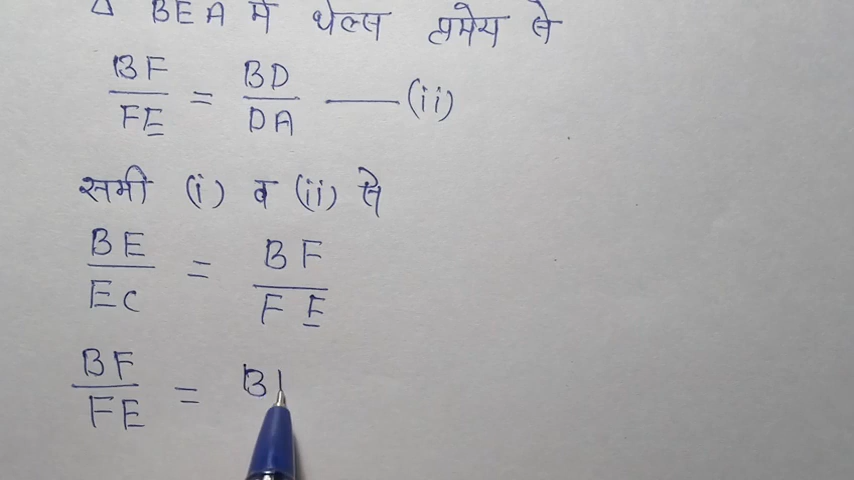 Δ BEA में थेल्स प्रमेय से
BF/FE = BD/DA —— (ii)
समी (i) व (ii) से
BE/EC = BF/FE
BF/FE = B